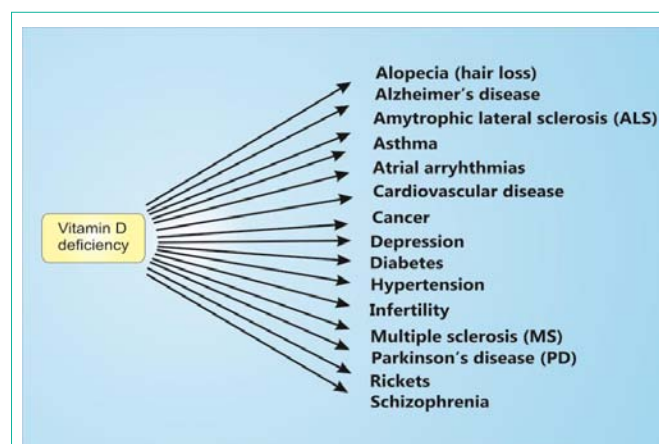 Alopecia (hair loss)
Alzheimer's disease
Amytrophic lateral sclerosis (ALS)
Asthma
Atrial arryhthmias
Cardiovascular disease
Vitamin D
deficiency
Cancer
Depression
Diabetes
Hypertension
Infertility
Multiple sclerosis (MS)
Parkinson's disease (PD)
Rickets
Schizophrenia